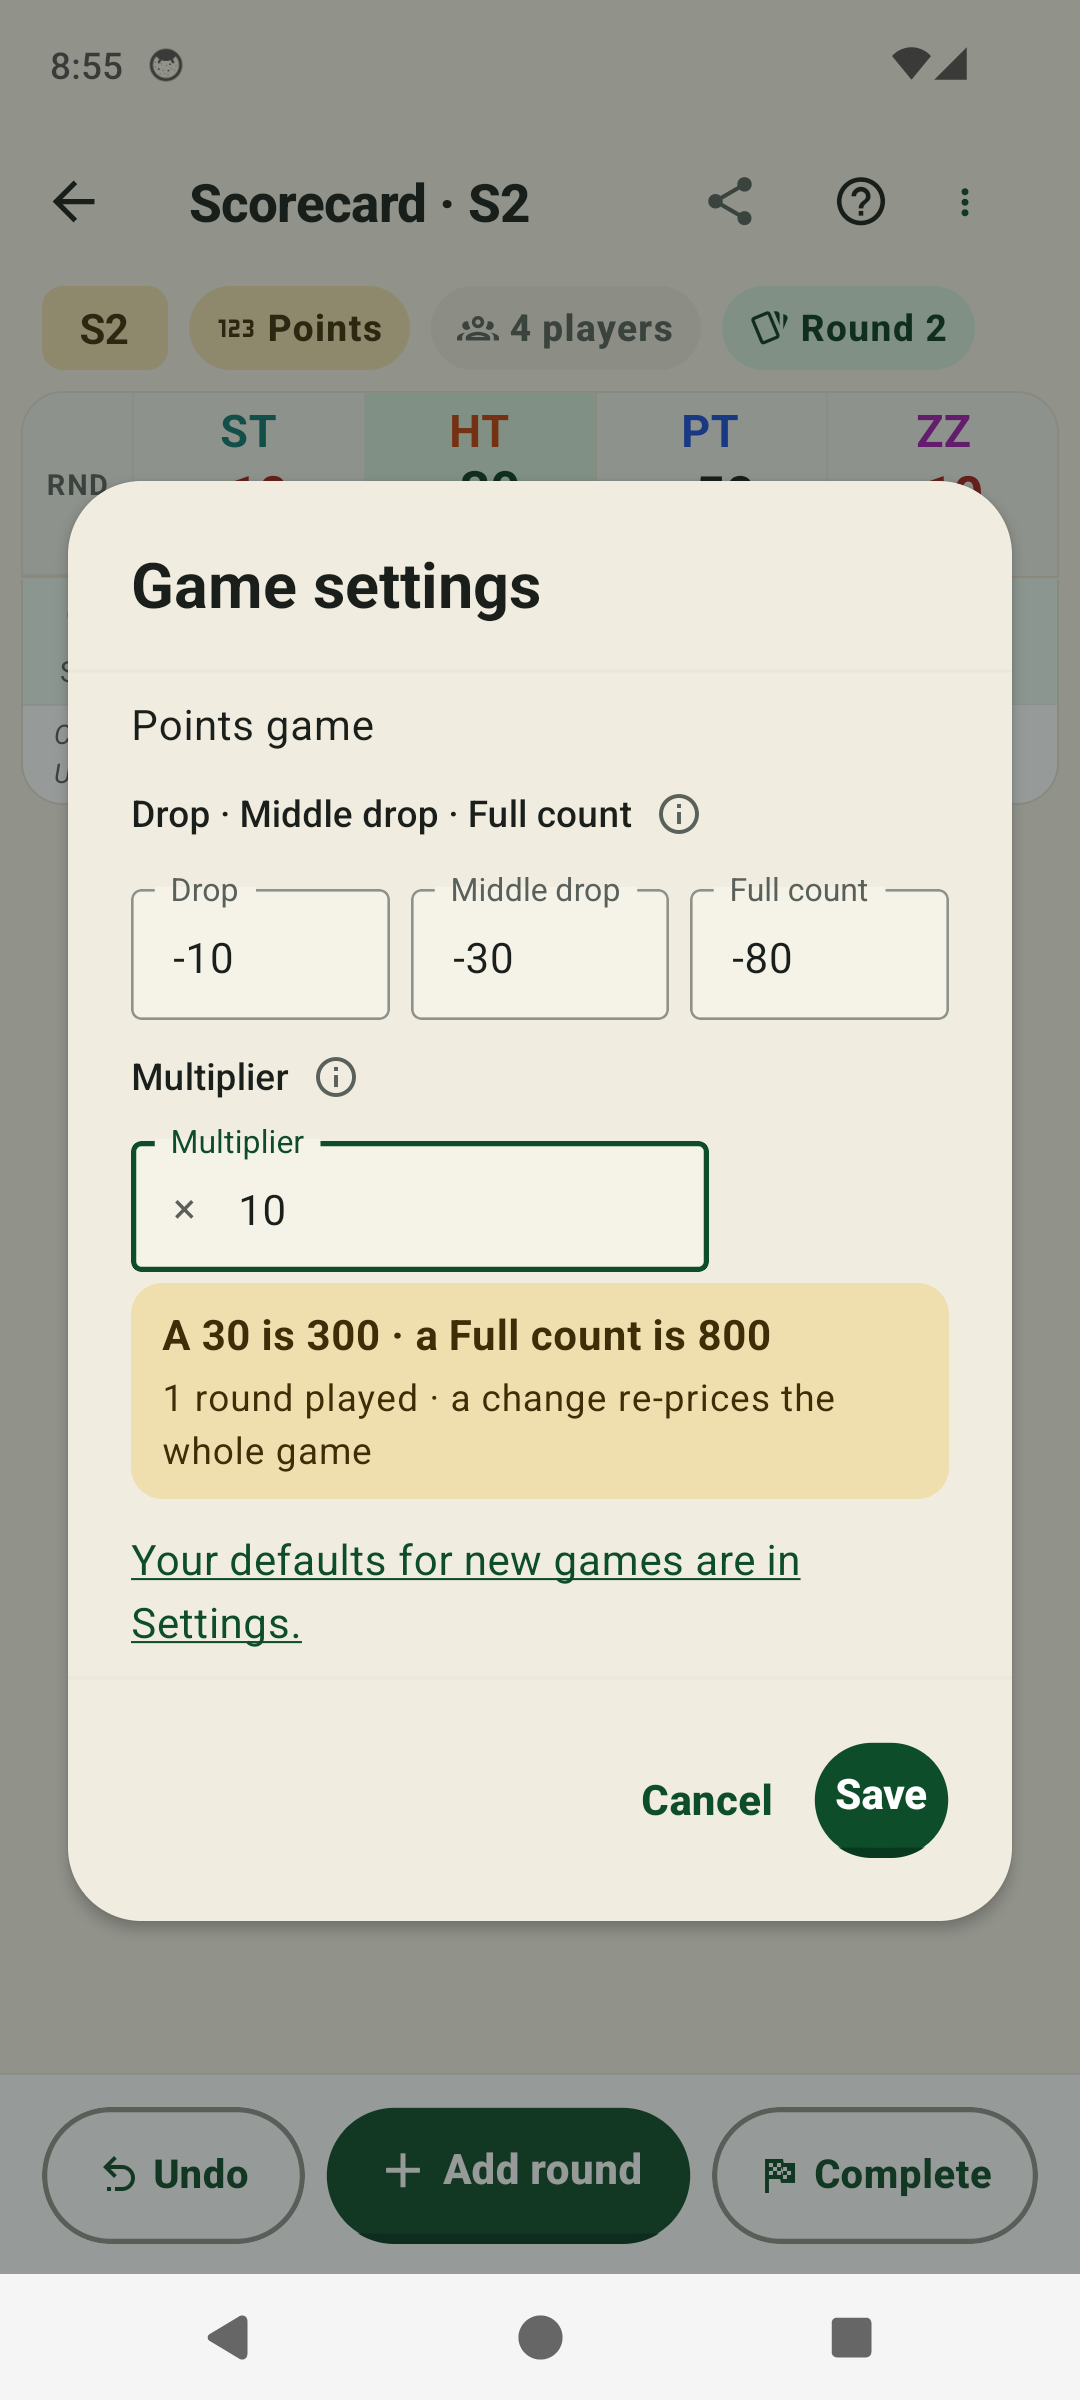 8:55
Scorecard · S2
S2
123 Points
4 players
Round 2
ST
HT
PT
ZZ
RND
Game settings
Points game
Drop · Middle drop · Full count
Drop
Middle drop
Full count
-10
-30
-80
Multiplier
Multiplier
× 10
A 30 is 300 · a Full count is 800
1 round played · a change re-prices the
whole game
Your defaults for new games are in
Settings.
Cancel
Save
Undo
+ Add round
Complete